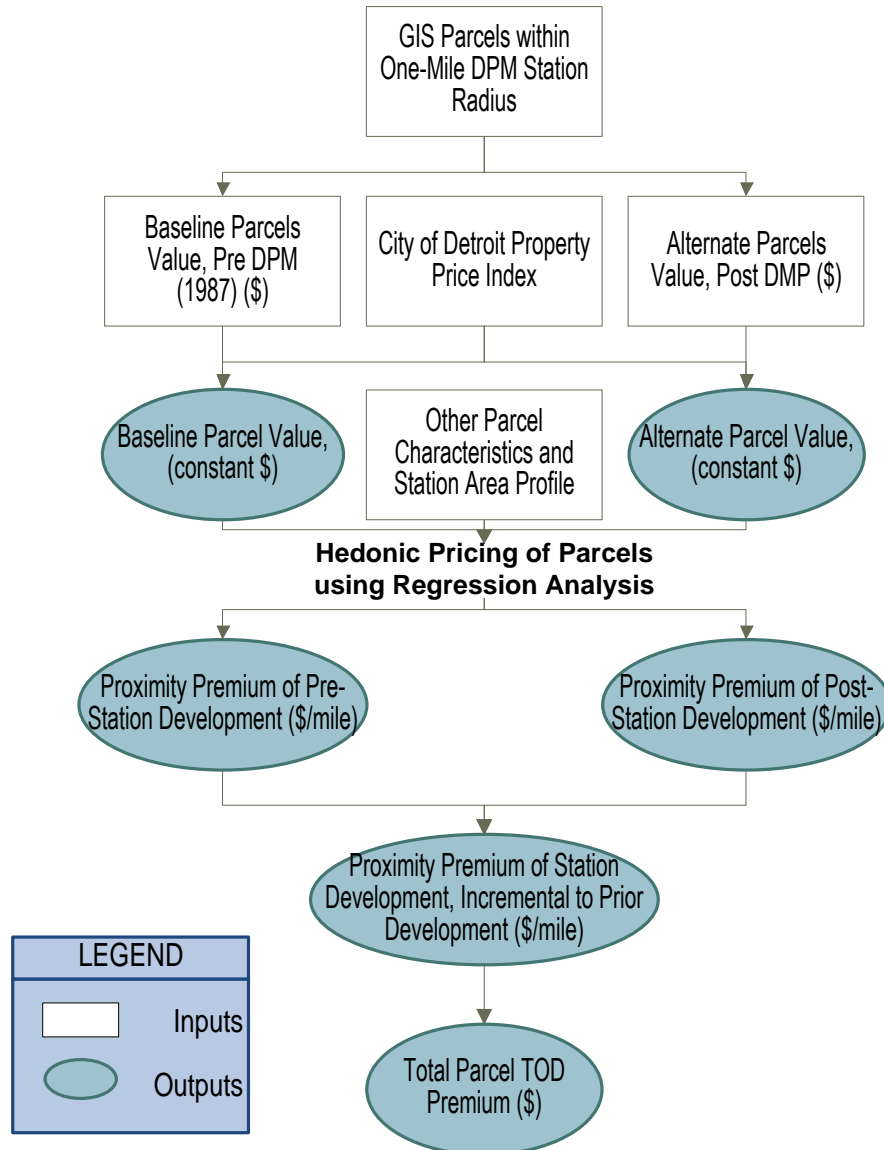 GIS Parcels within
One-Mile DPM Station
Radius
Baseline Parcels
Value, Pre DPM
(1987) ($)
City of Detroit Property
Price Index
Alternate Parcels
Value, Post DMP ($)
Baseline Parcel Value,
(constant $)
Other Parcel
Characteristics and
Station Area Profile
Alternate Parcel Value,
(constant $)
Hedonic Pricing of Parcels
using Regression Analysis
Proximity Premium of Pre-
Station Development ($/mile)
Proximity Premium of Post-
Station Development ($/mile)
Proximity Premium of Station
Development, Incremental to Prior
Development ($/mile)
LEGEND
Inputs
Outputs
Total Parcel TOD
Premium ($)